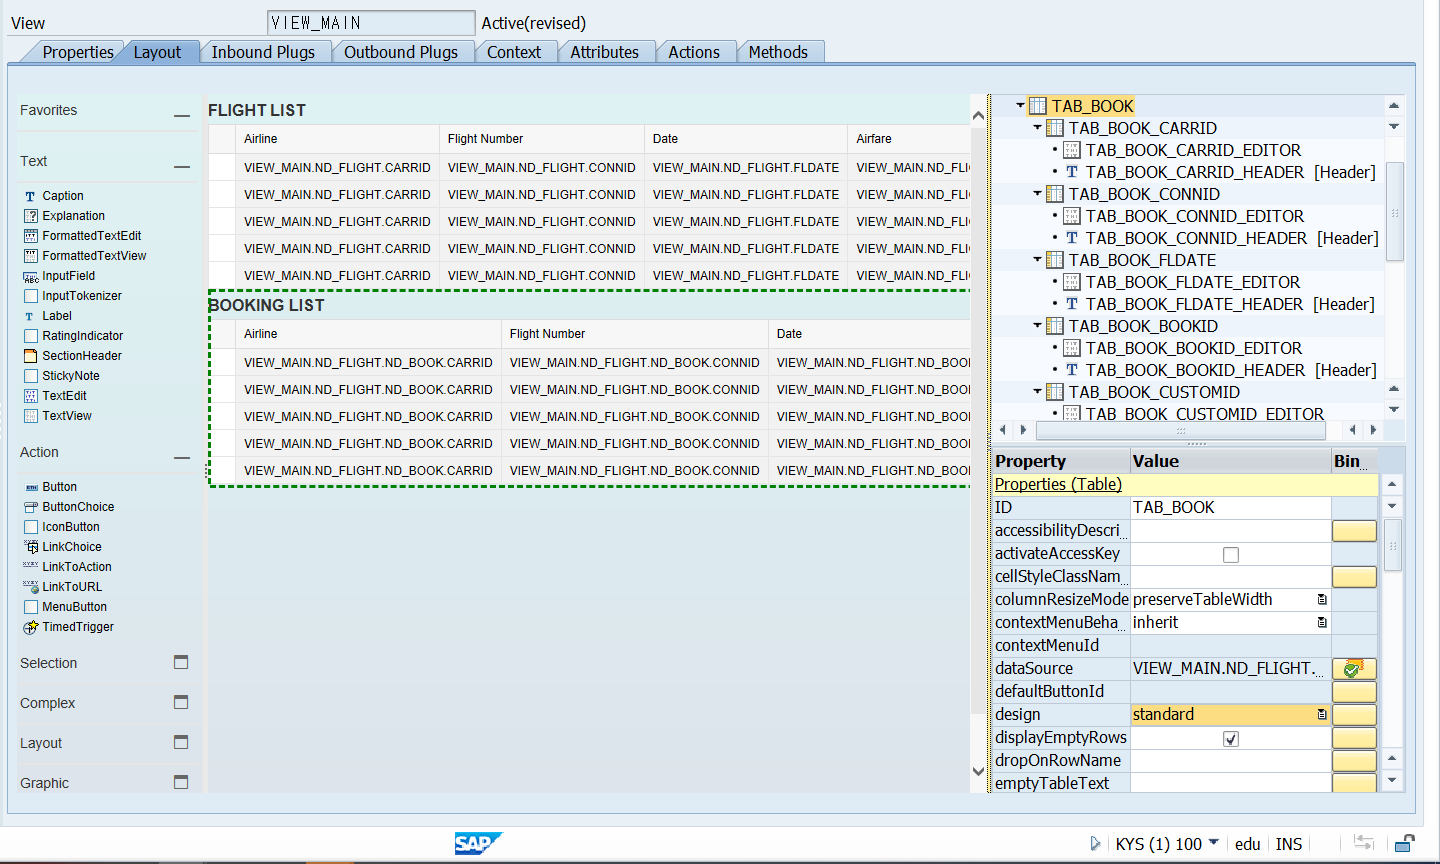 View VIEW_MAIN Active(revised)
Properties Layout Inbound Plugs Outbound Plugs Context Attributes Actions Methods
Favorites
Text
Caption
Explanation
FormattedTextEdit
FormattedTextView
InputField
InputTokenizer
Label
RatingIndicator
SectionHeader
StickyNote
TextEdit
TextView
Action
Button
ButtonChoice
IconButton
LinkChoice
LinkToAction
LinkToURL
MenuButton
TimedTrigger
Selection
Complex
Layout
Graphic
FLIGHT LIST
Airline Flight Number Date Airfare
VIEW_MAIN.ND_FLIGHT.CARRID VIEW_MAIN.ND_FLIGHT.CONNID VIEW_MAIN.ND_FLIGHT.FLDATE VIEW_MAIN.ND_FLI
VIEW_MAIN.ND_FLIGHT.CARRID VIEW_MAIN.ND_FLIGHT.CONNID VIEW_MAIN.ND_FLIGHT.FLDATE VIEW_MAIN.ND_FLI
VIEW_MAIN.ND_FLIGHT.CARRID VIEW_MAIN.ND_FLIGHT.CONNID VIEW_MAIN.ND_FLIGHT.FLDATE VIEW_MAIN.ND_FLI
VIEW_MAIN.ND_FLIGHT.CARRID VIEW_MAIN.ND_FLIGHT.CONNID VIEW_MAIN.ND_FLIGHT.FLDATE VIEW_MAIN.ND_FLI
VIEW_MAIN.ND_FLIGHT.CARRID VIEW_MAIN.ND_FLIGHT.CONNID VIEW_MAIN.ND_FLIGHT.FLDATE VIEW_MAIN.ND_FLI
BOOKING LIST
Airline Flight Number Date
VIEW_MAIN.ND_FLIGHT.ND_BOOK.CARRID VIEW_MAIN.ND_FLIGHT.ND_BOOK.CONNID VIEW_MAIN.ND_FLIGHT.ND_BOO
VIEW_MAIN.ND_FLIGHT.ND_BOOK.CARRID VIEW_MAIN.ND_FLIGHT.ND_BOOK.CONNID VIEW_MAIN.ND_FLIGHT.ND_BOO
VIEW_MAIN.ND_FLIGHT.ND_BOOK.CARRID VIEW_MAIN.ND_FLIGHT.ND_BOOK.CONNID VIEW_MAIN.ND_FLIGHT.ND_BOO
VIEW_MAIN.ND_FLIGHT.ND_BOOK.CARRID VIEW_MAIN.ND_FLIGHT.ND_BOOK.CONNID VIEW_MAIN.ND_FLIGHT.ND_BOO
VIEW_MAIN.ND_FLIGHT.ND_BOOK.CARRID VIEW_MAIN.ND_FLIGHT.ND_BOOK.CONNID VIEW_MAIN.ND_FLIGHT.ND_BOO
TAB_BOOK
TAB_BOOK_CARRID
TAB_BOOK_CARRID_EDITOR
TAB_BOOK_CARRID_HEADER [Header]
TAB_BOOK_CONNID
TAB_BOOK_CONNID_EDITOR
TAB_BOOK_CONNID_HEADER [Header]
TAB_BOOK_FLDATE
TAB_BOOK_FLDATE_EDITOR
TAB_BOOK_FLDATE_HEADER [Header]
TAB_BOOK_BOOKID
TAB_BOOK_BOOKID_EDITOR
TAB_BOOK_BOOKID_HEADER [Header]
TAB_BOOK_CUSTOMID
TAB_BOOK_CUSTOMID_EDITOR
Property Value Bin...
Properties (Table)
ID TAB_BOOK
accessibilityDescri...
activateAccessKey
cellStyleClassNam...
columnResizeMode preserveTableWidth
contextMenuBeha... inherit
contextMenuId
dataSource VIEW_MAIN.ND_FLIGHT....
defaultButtonId
design standard
displayEmptyRows
dropOnRowName
emptyTableText
SAP KYS (1) 100 edu INS